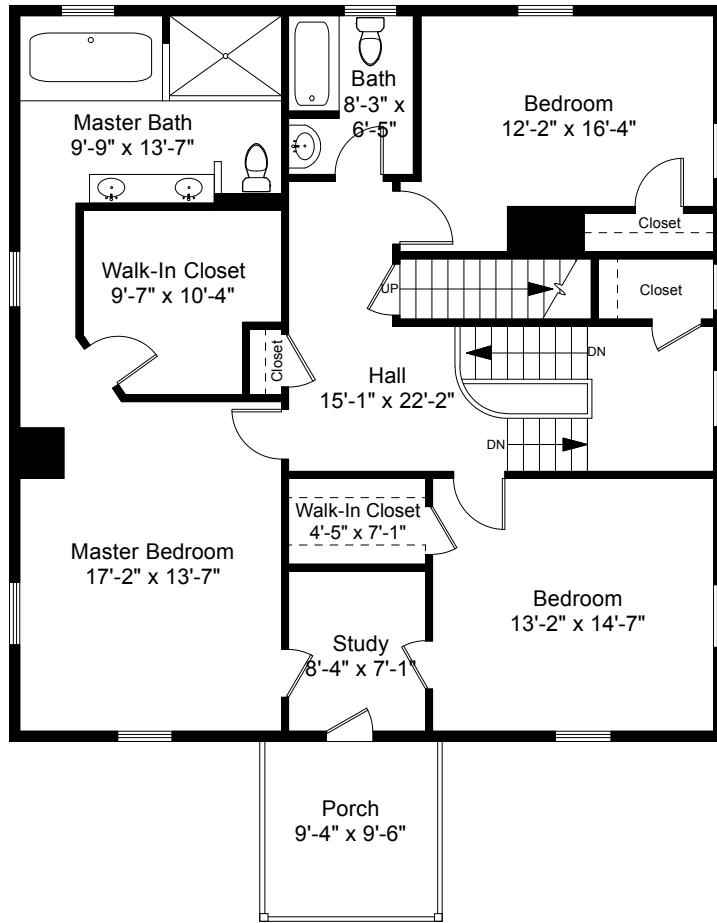 Bath
8'-3" x
6'-5"
Master Bath
9'-9" x 13'-7"
Bedroom
12'-2" x 16'-4"
Closet
Walk-In Closet
9'-7" x 10'-4"
UP
Closet
Closet
DN
Hall
15'-1" x 22'-2"
DN
Walk-In Closet
4'-5" x 7'-1"
Master Bedroom
17'-2" x 13'-7"
Bedroom
13'-2" x 14'-7"
Study
8'-4" x 7'-1"
Porch
9'-4" x 9'-6"